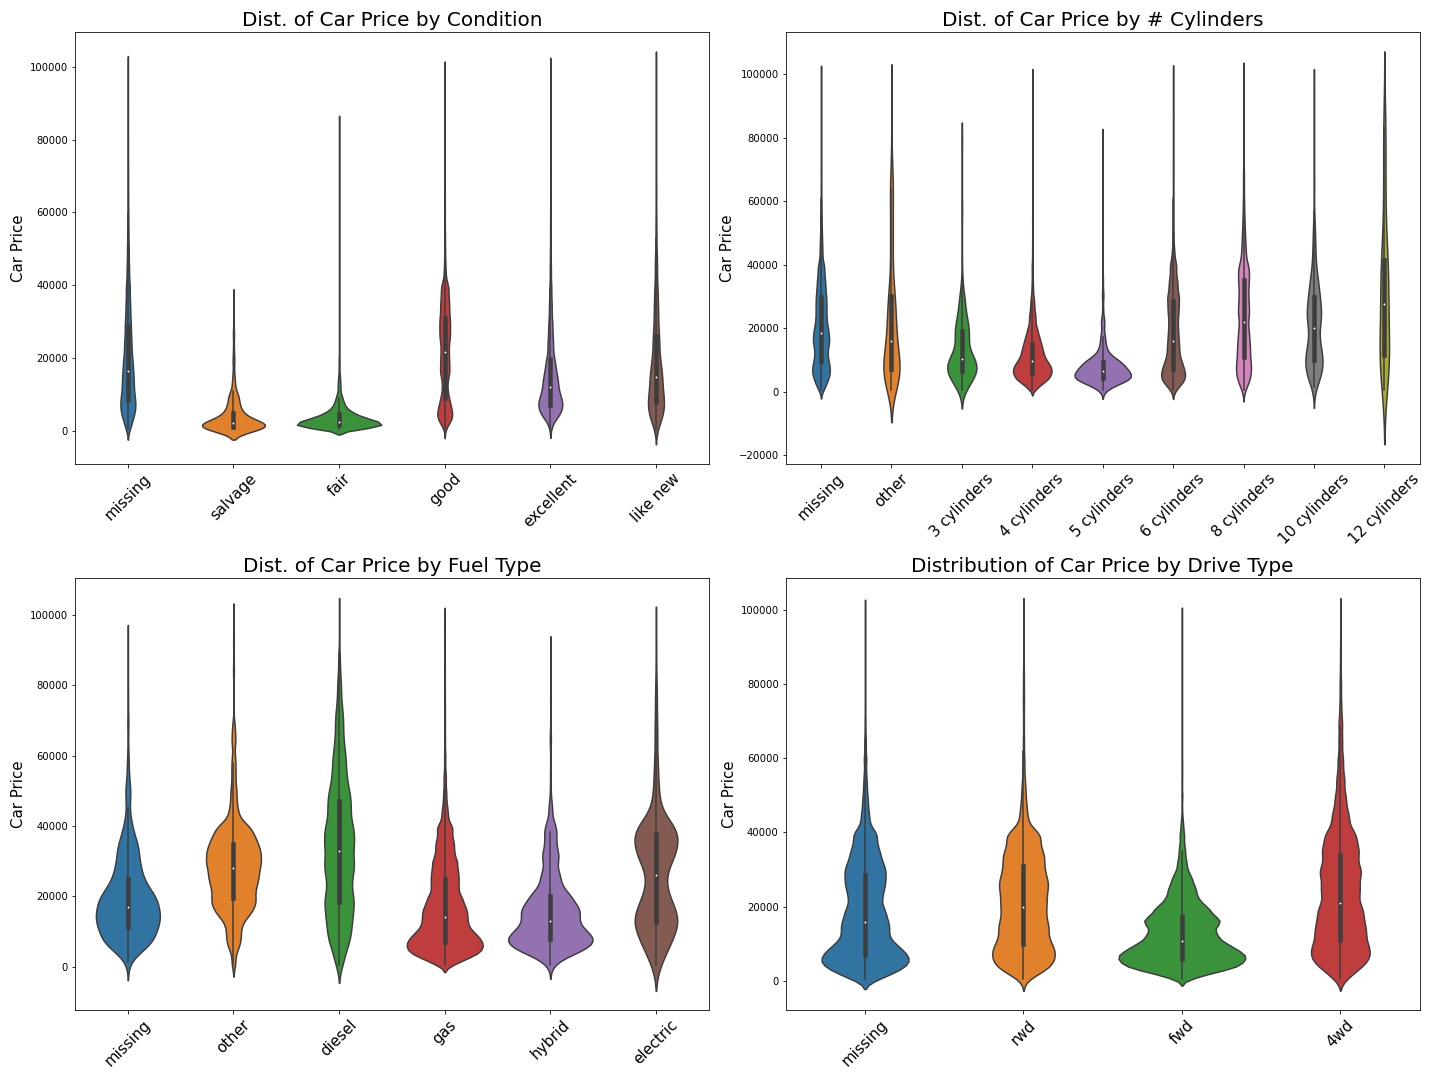 Dist. of Car Price by Condition
Car Price
100000
80000
60000
40000
20000
0
missing
salvage
fair
good
excellent
like new
Dist. of Car Price by # Cylinders
Car Price
100000
80000
60000
40000
20000
0
−20000
missing
other
3 cylinders
4 cylinders
5 cylinders
6 cylinders
8 cylinders
10 cylinders
12 cylinders
Dist. of Car Price by Fuel Type
Car Price
100000
80000
60000
40000
20000
0
missing
other
diesel
gas
hybrid
electric
Distribution of Car Price by Drive Type
Car Price
100000
80000
60000
40000
20000
0
missing
rwd
fwd
4wd